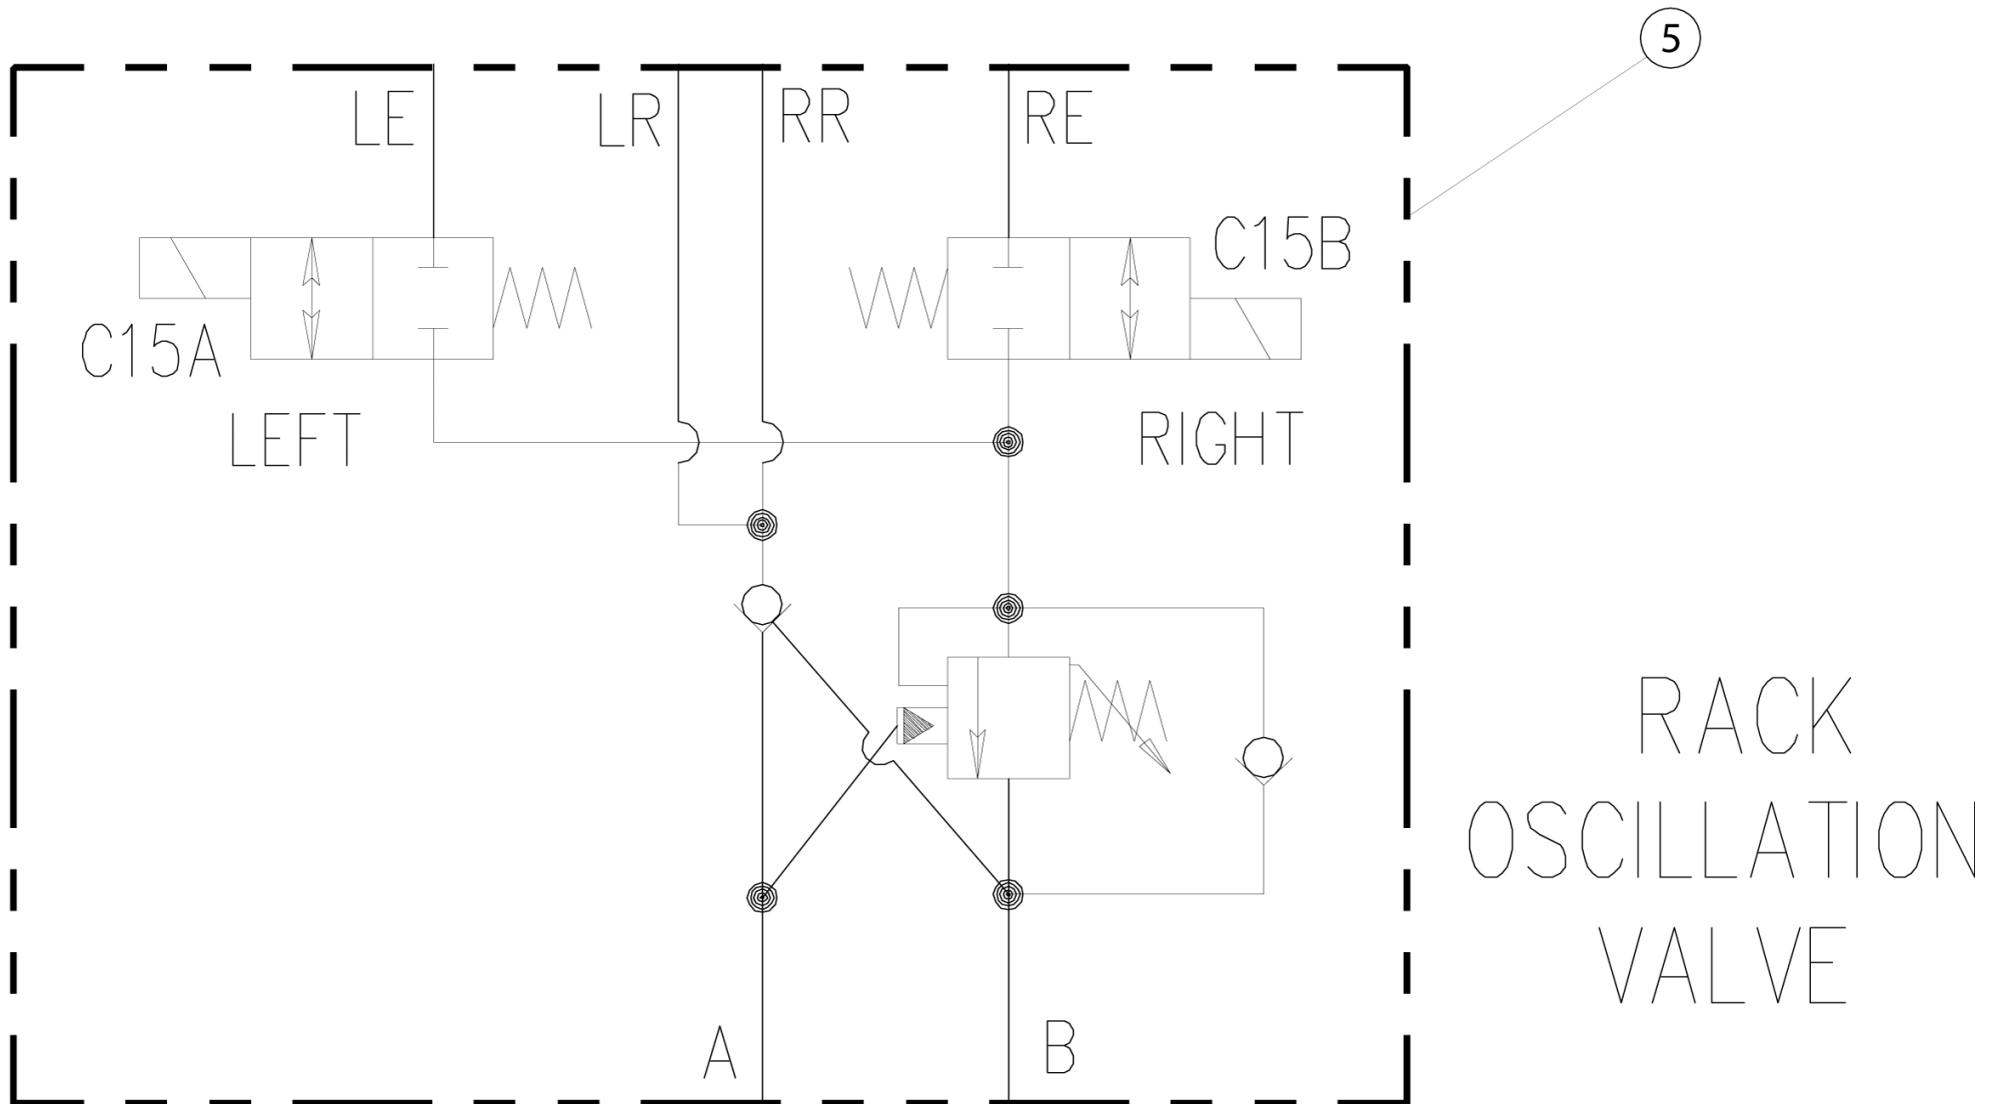 5
LE
LR
RR
RE
C15B
C15A
LEFT
RIGHT
RACK
OSCILLATION
VALVE
A
B